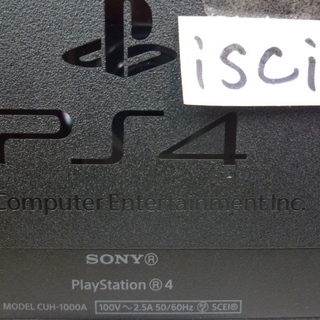 isci
PS4
Computer Entertainment Inc.
SONY®
PlayStation®4
MODEL CUH-1000A 100V ⎓ 2.5A 50/60Hz SCEI®